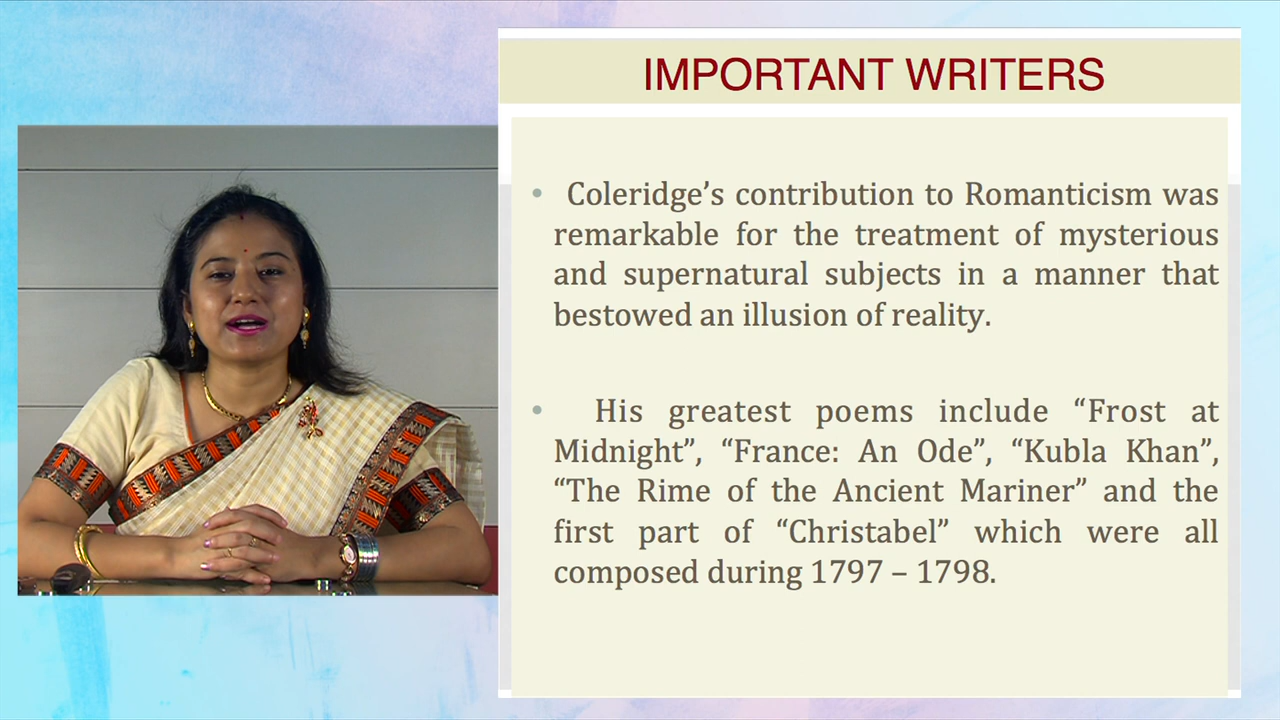 IMPORTANT WRITERS
• Coleridge’s contribution to Romanticism was
remarkable for the treatment of mysterious
and supernatural subjects in a manner that
bestowed an illusion of reality.
• His greatest poems include “Frost at
Midnight”, “France: An Ode”, “Kubla Khan”,
“The Rime of the Ancient Mariner” and the
first part of “Christabel” which were all
composed during 1797 – 1798.